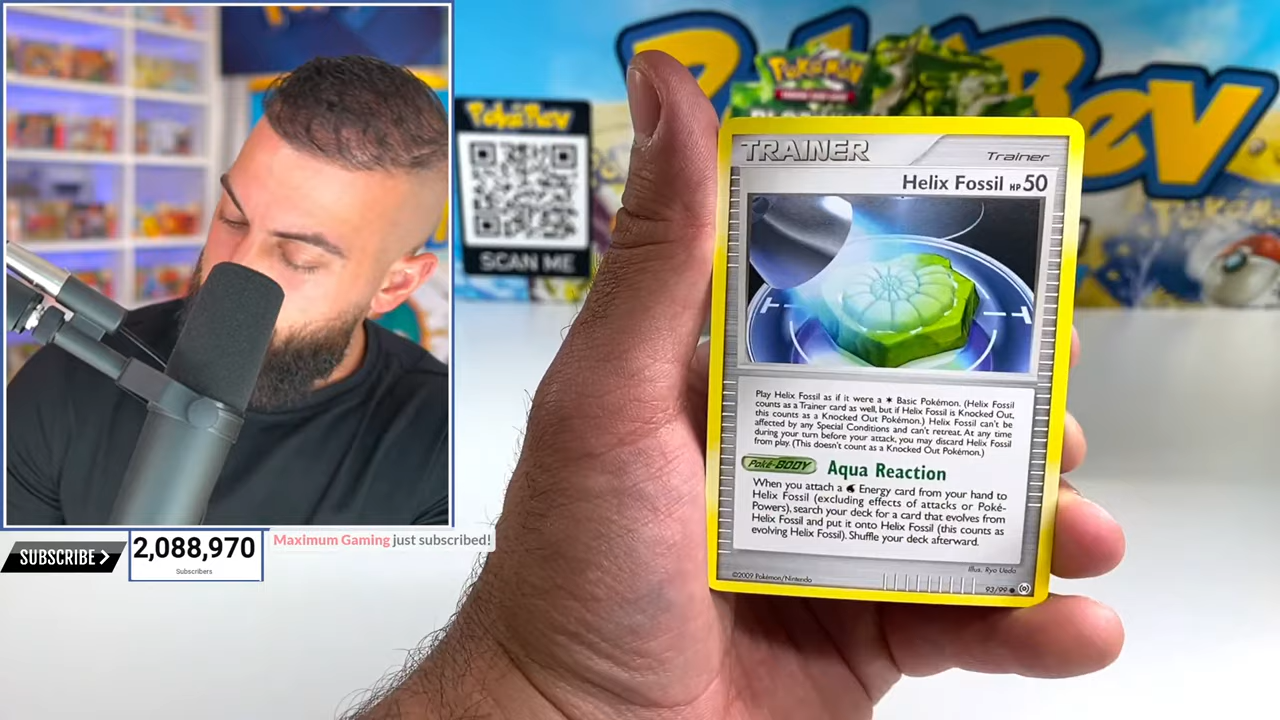 PokéRev
SCAN ME
SUBSCRIBE >
2,088,970
Subscribers
Maximum Gaming just subscribed!
Pokémon
TRAINER
Trainer
Helix Fossil HP 50
Play Helix Fossil as if it were a Basic Pokémon. (Helix Fossil
counts as a Trainer card as well, but if Helix Fossil is Knocked Out,
this counts as a Knocked Out Pokémon.) Helix Fossil can't be
affected by any Special Conditions and can't retreat. At any time
during your turn before your attack, you may discard Helix Fossil
from play. (This doesn't count as a Knocked Out Pokémon.)
Poké-BODY Aqua Reaction
When you attach a Energy card from your hand to
Helix Fossil (excluding effects of attacks or Poké-
Powers), search your deck for a card that evolves from
Helix Fossil and put it onto Helix Fossil (this counts as
evolving Helix Fossil). Shuffle your deck afterward.
Illus. Ryo Ueda
©2009 Pokémon/Nintendo
93/99